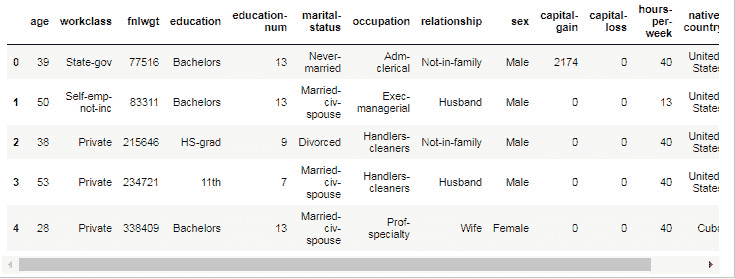 age workclass fnlwgt education education-num marital-status occupation relationship sex capital-gain capital-loss hours-per-week native country
0 39 State-gov 77516 Bachelors 13 Never-married Adm-clerical Not-in-family Male 2174 0 40 United States
1 50 Self-emp-not-inc 83311 Bachelors 13 Married-civ-spouse Exec-managerial Husband Male 0 0 13 United States
2 38 Private 215646 HS-grad 9 Divorced Handlers-cleaners Not-in-family Male 0 0 40 United States
3 53 Private 234721 11th 7 Married-civ-spouse Handlers-cleaners Husband Male 0 0 40 United States
4 28 Private 338409 Bachelors 13 Married-civ-spouse Prof-specialty Wife Female 0 0 40 Cuba